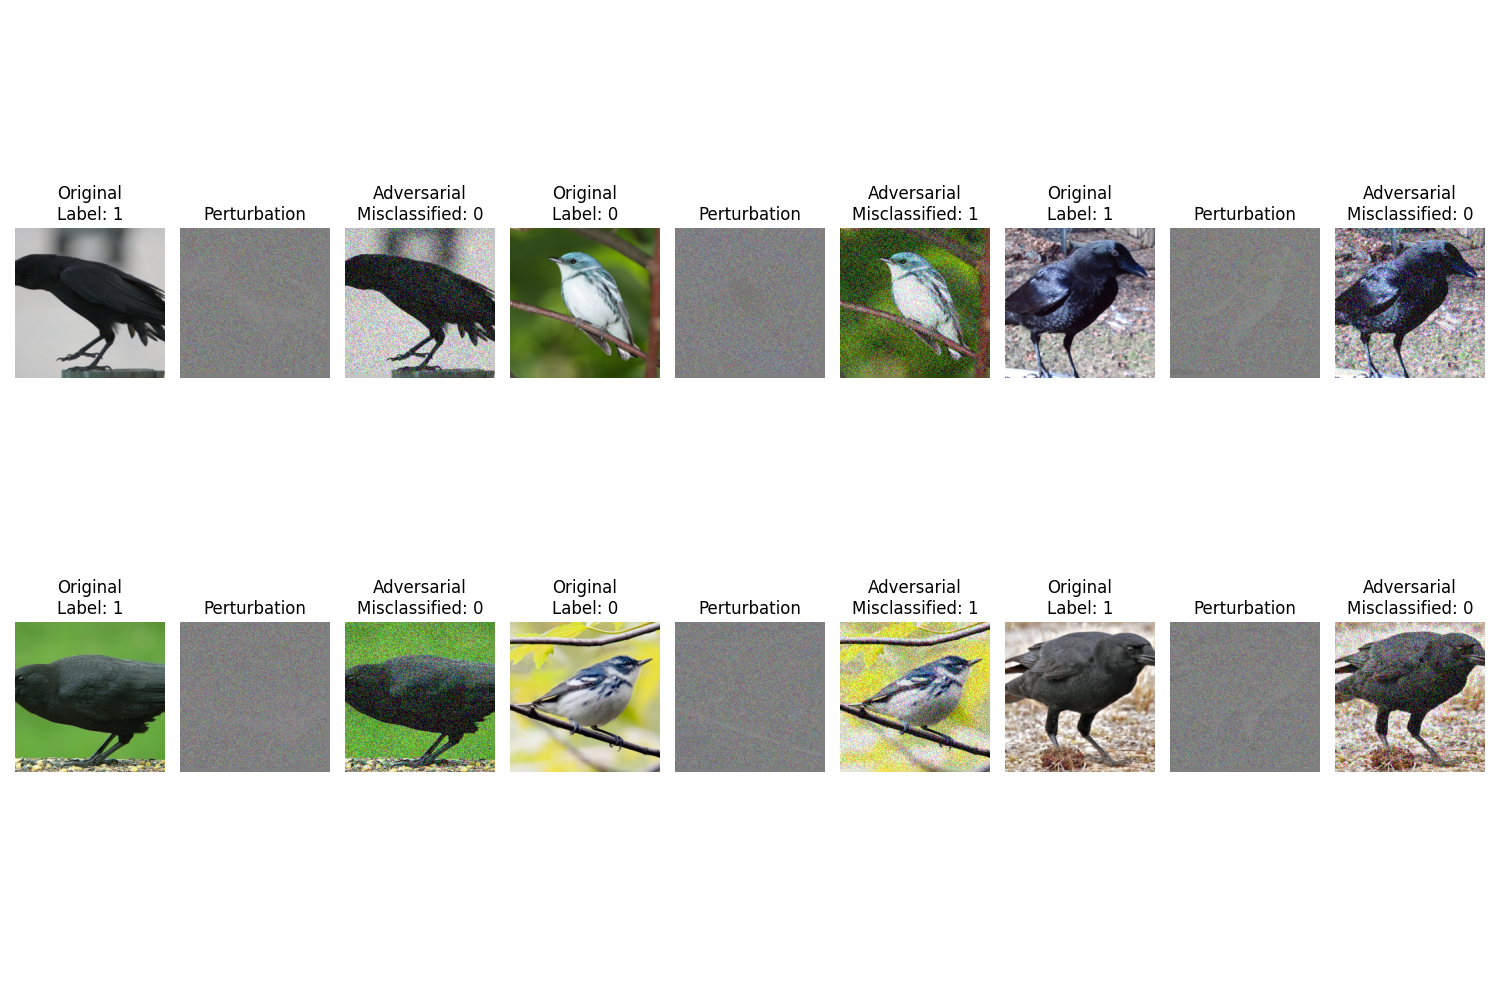 Original
Label: 1
Perturbation
Adversarial
Misclassified: 0
Original
Label: 0
Perturbation
Adversarial
Misclassified: 1
Original
Label: 1
Perturbation
Adversarial
Misclassified: 0
Original
Label: 1
Perturbation
Adversarial
Misclassified: 0
Original
Label: 0
Perturbation
Adversarial
Misclassified: 1
Original
Label: 1
Perturbation
Adversarial
Misclassified: 0